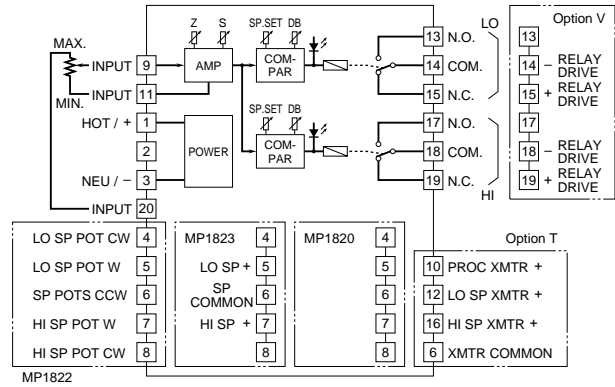 Z S SP.SET DB
LO
Option V
MAX.
MIN.
INPUT 9
AMP
COM-
PAR
13 N.O.
14 COM.
15 N.C.
13
14 − RELAY
DRIVE
15 + RELAY
DRIVE
INPUT 11
HOT / + 1
2
NEU / − 3
INPUT 20
POWER
SP.SET DB
COM-
PAR
17 N.O.
18 COM.
19 N.C.
HI
17
18 − RELAY
DRIVE
19 + RELAY
DRIVE
LO SP POT CW 4
LO SP POT W 5
SP POTS CCW 6
HI SP POT W 7
HI SP POT CW 8
MP1822
MP1823 4
LO SP + 5
SP
COMMON 6
HI SP + 7
8
MP1820 4
5
6
7
8
Option T
10 PROC XMTR +
12 LO SP XMTR +
16 HI SP XMTR +
6 XMTR COMMON